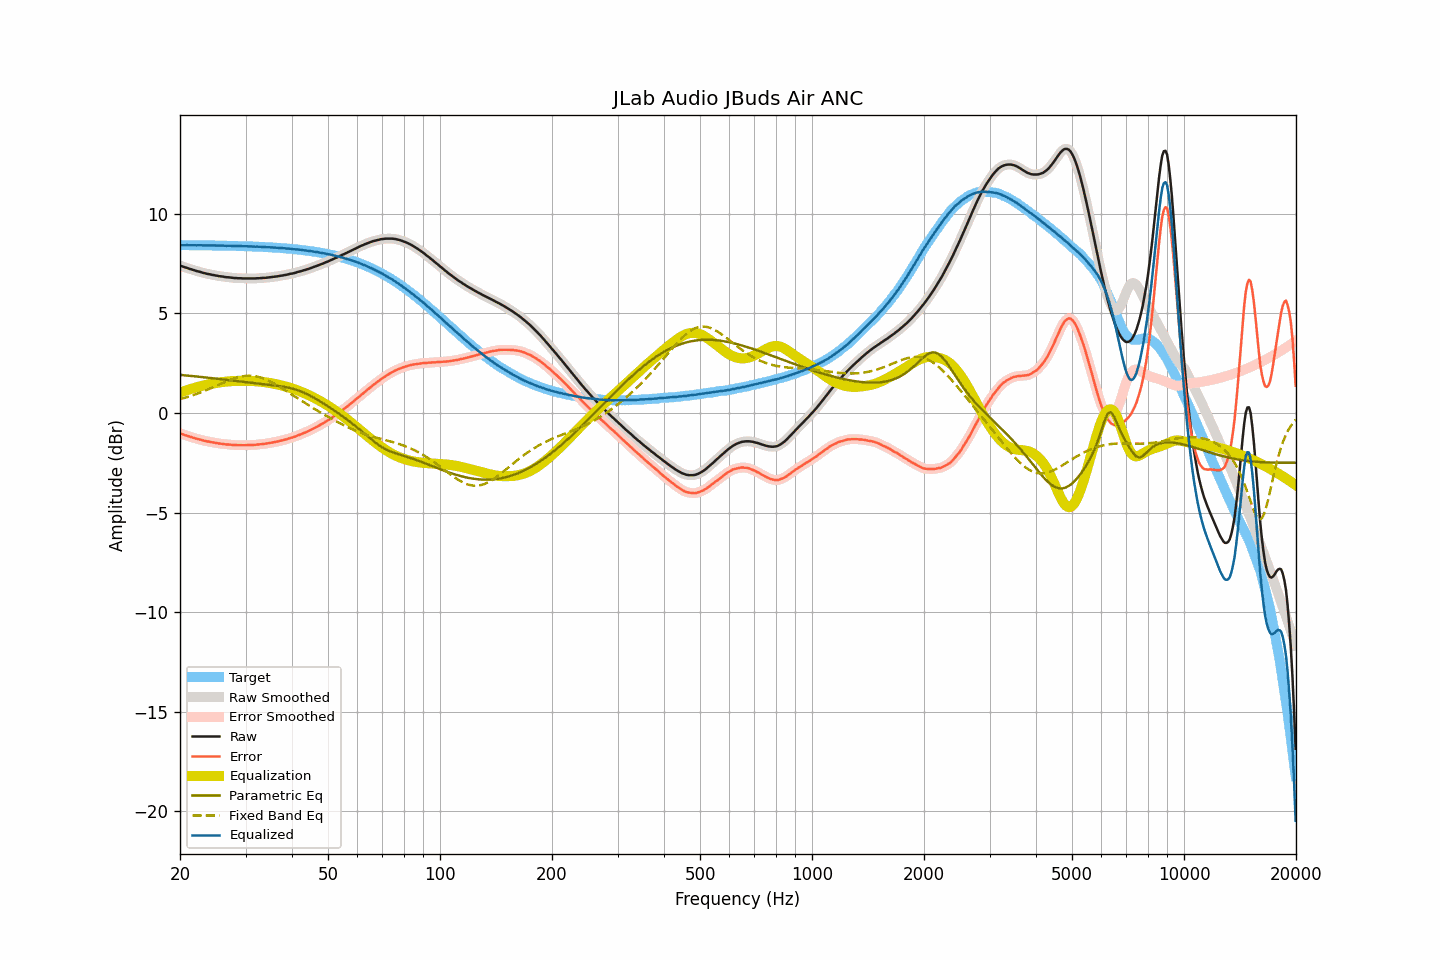 JLab Audio JBuds Air ANC
Amplitude (dBr)
10
5
0
−5
−10
−15
−20
Target
Raw Smoothed
Error Smoothed
Raw
Error
Equalization
Parametric Eq
Fixed Band Eq
Equalized
20 50 100 200 500 1000 2000 5000 10000 20000
Frequency (Hz)